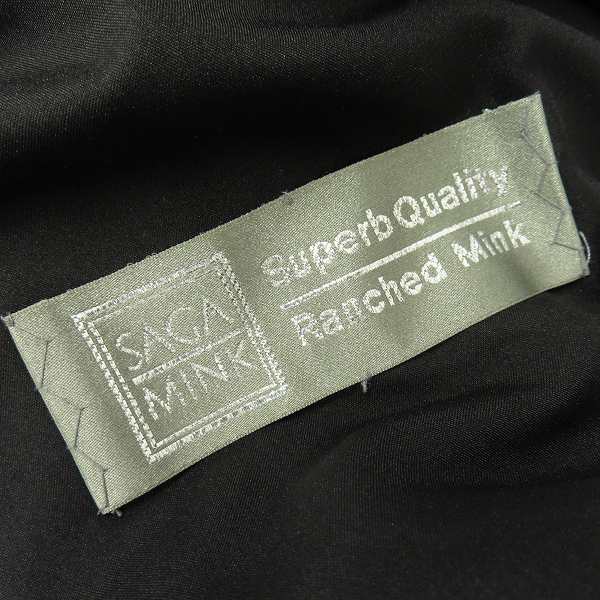 SAGA
MINK
Superb Quality
Ranched Mink